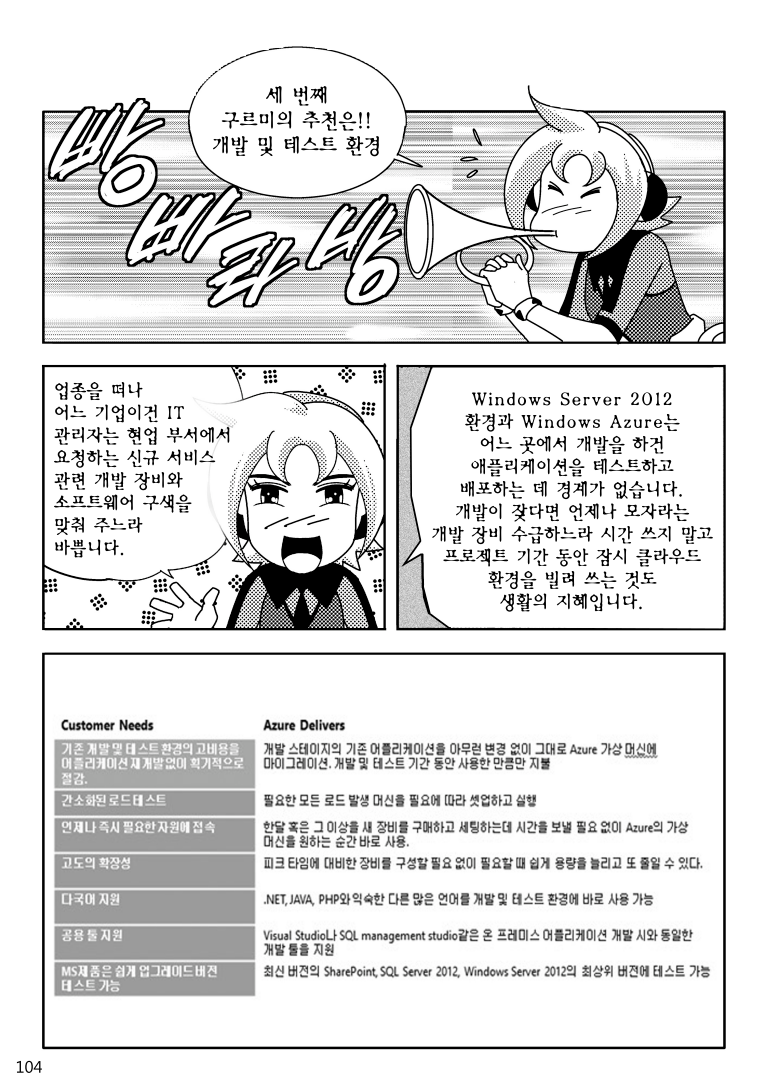 세 번째
구르미의 추천은!!
개발 및 테스트 환경
빵
빠
라
방
업종을 떠나
어느 기업이건 IT
관리자는 현업 부서에서
요청하는 신규 서비스
관련 개발 장비와
소프트웨어 구색을
맞춰 주느라
바쁩니다.
Windows Server 2012
환경과 Windows Azure는
어느 곳에서 개발을 하건
애플리케이션을 테스트하고
배포하는 데 경계가 없습니다.
개발이 잦다면 언제나 모자라는
개발 장비 수급하느라 시간 쓰지 말고
프로젝트 기간 동안 잠시 클라우드
환경을 빌려 쓰는 것도
생활의 지혜입니다.
Customer Needs
Azure Delivers
기존 개발 및 테스트 환경의 고비용을
어플리케이션 재 개발 없이 획기적으로
절감.
개발 스테이지의 기존 어플리케이션을 아무런 변경 없이 그대로 Azure 가상 머신에
마이그레이션. 개발 및 테스트 기간 동안 사용한 만큼만 지불
간소화된 로드 테스트
필요한 모든 로드 발생 머신을 필요에 따라 셋업하고 실행
언제나 즉시 필요한 자원에 접속
한달 혹은 그 이상을 새 장비를 구매하고 세팅하는데 시간을 보낼 필요 없이 Azure의 가상
머신을 원하는 순간 바로 사용.
고도의 확장성
피크 타임에 대비한 장비를 구성할 필요 없이 필요할 때 쉽게 용량을 늘리고 또 줄일 수 있다.
다국어 지원
.NET, JAVA, PHP와 익숙한 다른 많은 언어를 개발 및 테스트 환경에 바로 사용 가능
공용 툴 지원
Visual Studio나 SQL management studio같은 온 프레미스 어플리케이션 개발 시와 동일한
개발 툴을 지원
MS제품은 쉽게 업그레이드 버전
테스트 가능
최신 버전의 SharePoint, SQL Server 2012, Windows Server 2012의 최상위 버전에 테스트 가능
104